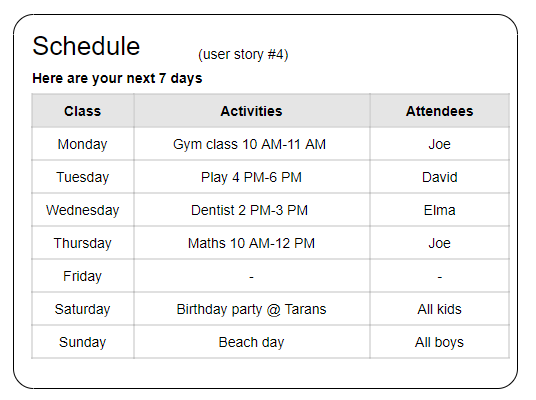 Schedule (user story #4)
Here are your next 7 days
Class Activities Attendees
Monday Gym class 10 AM-11 AM Joe
Tuesday Play 4 PM-6 PM David
Wednesday Dentist 2 PM-3 PM Elma
Thursday Maths 10 AM-12 PM Joe
Friday - -
Saturday Birthday party @ Tarans All kids
Sunday Beach day All boys